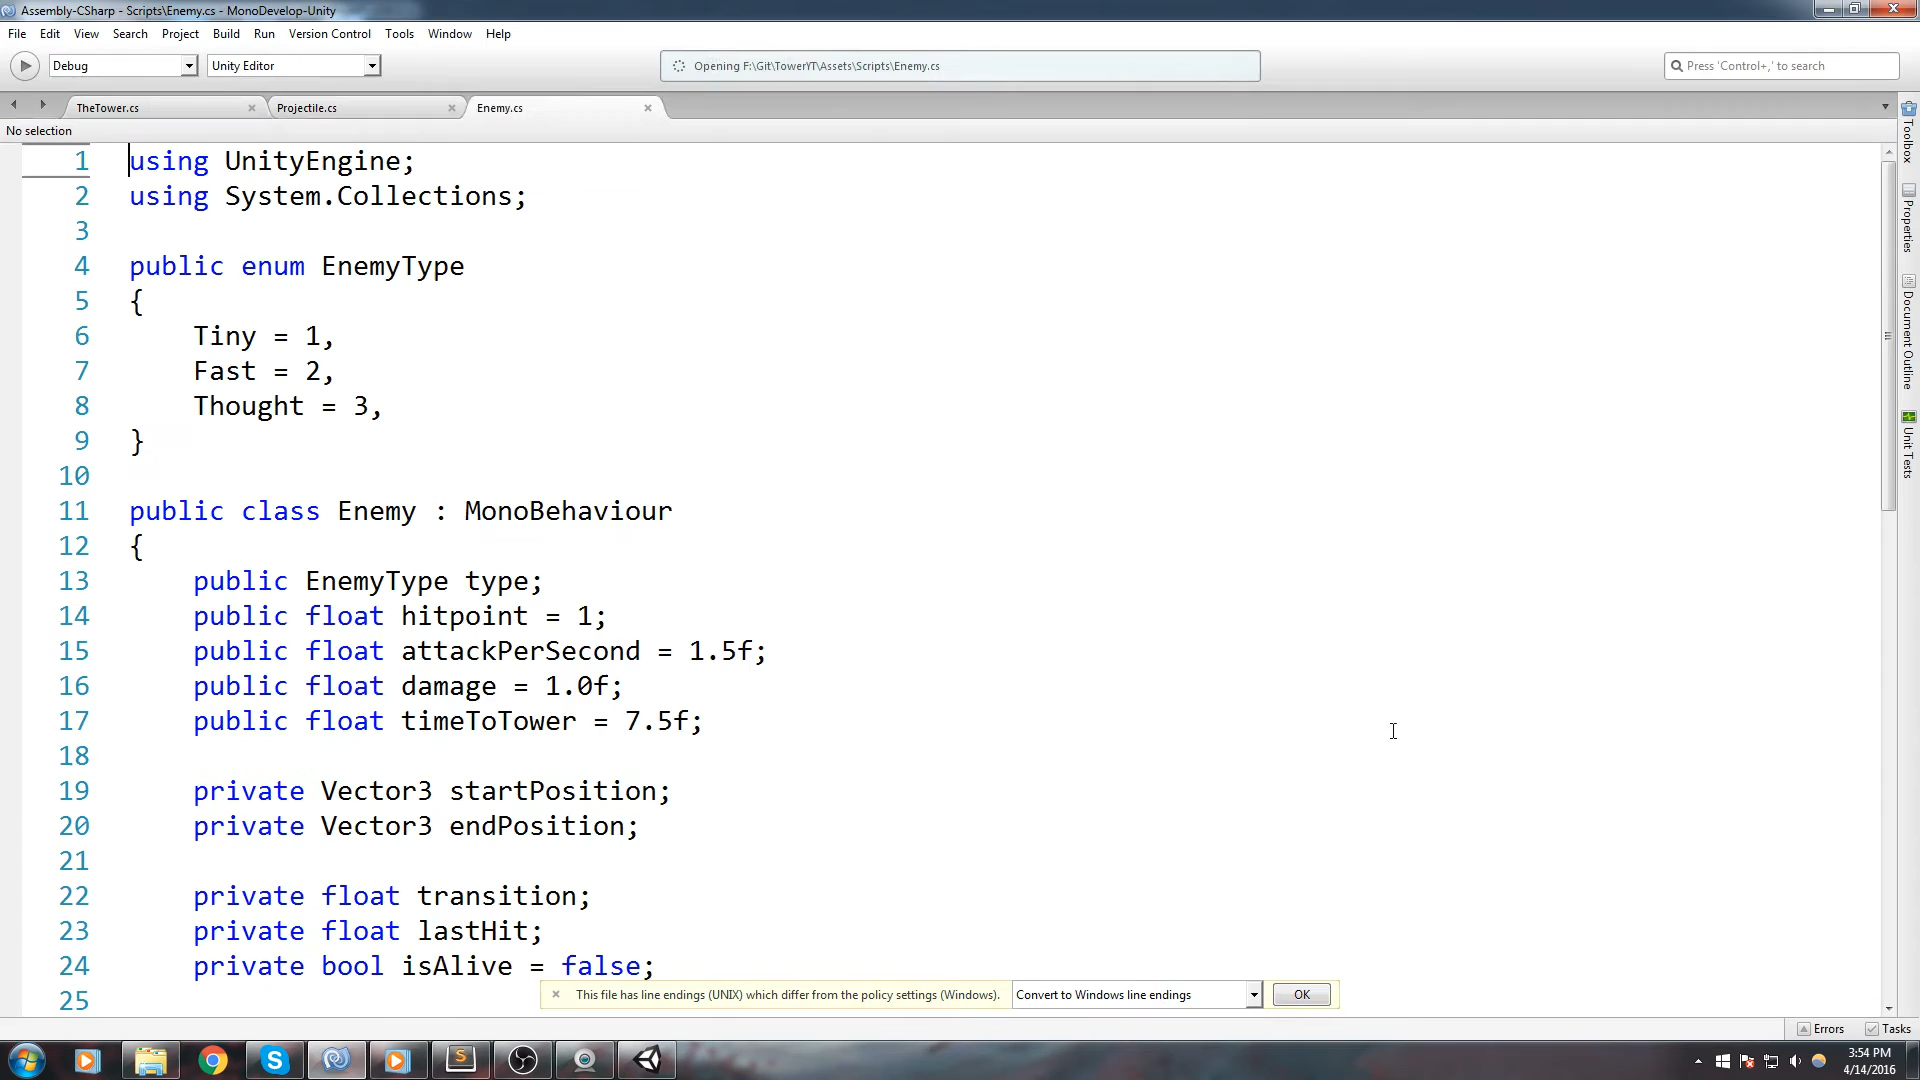 Assembly-CSharp - Scripts\Enemy.cs - MonoDevelop-Unity
File Edit View Search Project Build Run Version Control Tools Window Help
Debug Unity Editor Opening F:\Git\TowerYT\Assets\Scripts\Enemy.cs Press 'Control+,' to search
TheTower.cs Projectile.cs Enemy.cs
No selection
1 using UnityEngine;
2 using System.Collections;
3
4 public enum EnemyType
5 {
6 Tiny = 1,
7 Fast = 2,
8 Thought = 3,
9 }
10
11 public class Enemy : MonoBehaviour
12 {
13 public EnemyType type;
14 public float hitpoint = 1;
15 public float attackPerSecond = 1.5f;
16 public float damage = 1.0f;
17 public float timeToTower = 7.5f;
18
19 private Vector3 startPosition;
20 private Vector3 endPosition;
21
22 private float transition;
23 private float lastHit;
24 private bool isAlive = false;
25
This file has line endings (UNIX) which differ from the policy settings (Windows). Convert to Windows line endings OK
Toolbox
Properties
Document Outline
Unit Tests
Errors Tasks
3:54 PM
4/14/2016